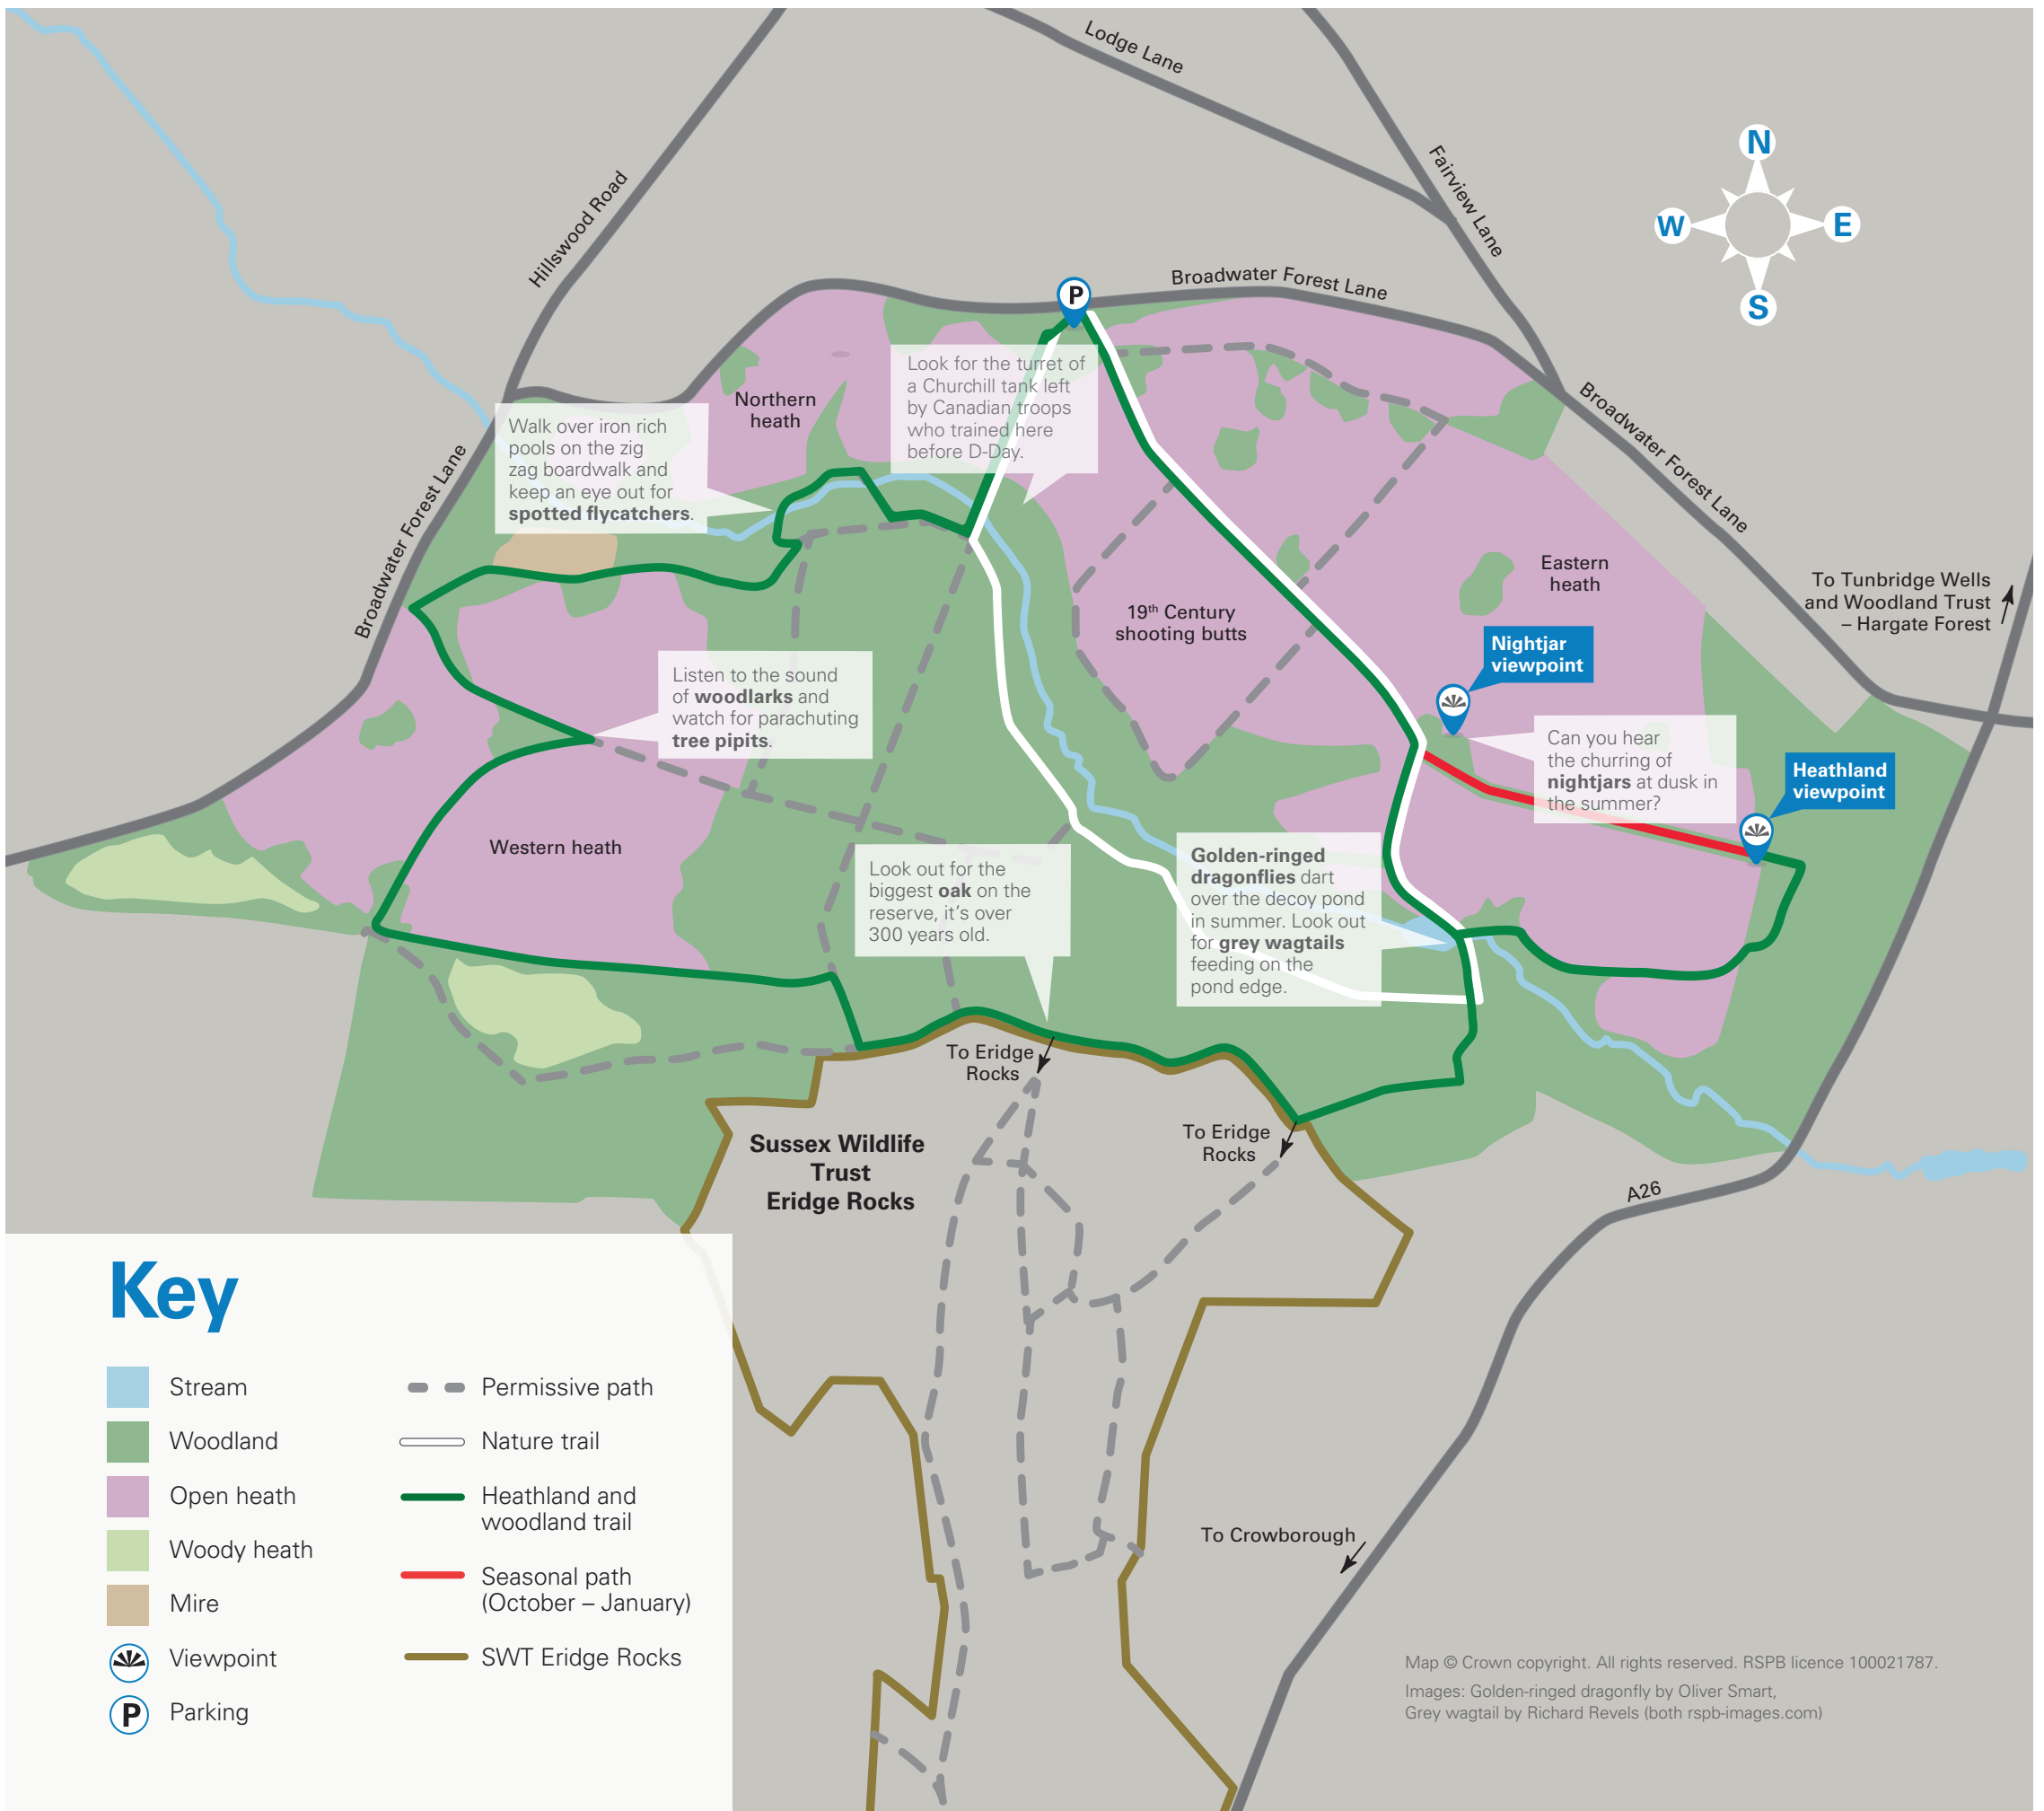 Lodge Lane
Fairview Lane
Hillswood Road
N
W
E
S
Broadwater Forest Lane
P
Look for the turret of
a Churchill tank left
by Canadian troops
who trained here
before D-Day.
Northern
heath
Walk over iron rich
pools on the zig
zag boardwalk and
keep an eye out for
spotted flycatchers.
Broadwater Forest Lane
Broadwater Forest Lane
Eastern
heath
To Tunbridge Wells
and Woodland Trust
– Hargate Forest
19th Century
shooting butts
Nightjar
viewpoint
Listen to the sound
of woodlarks and
watch for parachuting
tree pipits.
Can you hear
the churring of
nightjars at dusk in
the summer?
Heathland
viewpoint
Western heath
Look out for the
biggest oak on the
reserve, it's over
300 years old.
Golden-ringed
dragonflies dart
over the decoy pond
in summer. Look out
for grey wagtails
feeding on the
pond edge.
To Eridge
Rocks
To Eridge
Rocks
Sussex Wildlife
Trust
Eridge Rocks
A26
To Crowborough
Key
Stream
Woodland
Open heath
Woody heath
Mire
Viewpoint
P Parking
Permissive path
Nature trail
Heathland and
woodland trail
Seasonal path
(October – January)
SWT Eridge Rocks
Map © Crown copyright. All rights reserved. RSPB licence 100021787.
Images: Golden-ringed dragonfly by Oliver Smart,
Grey wagtail by Richard Revels (both rspb-images.com)